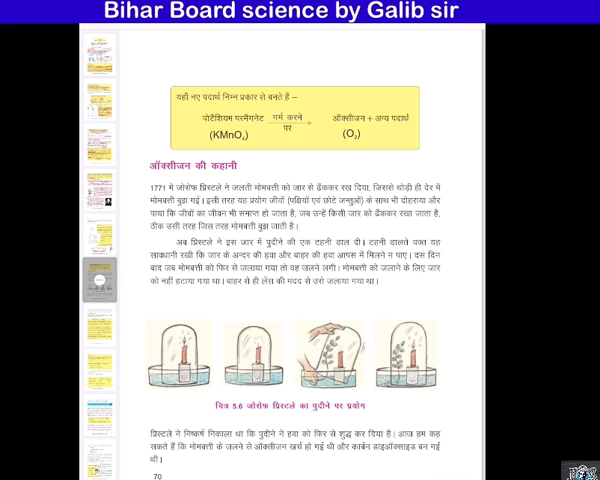 Bihar Board science by Galib sir
यहाँ नए पदार्थ निम्न प्रकार से बनते हैं –
पोटैशियम परमैंगनेट गर्म करने पर ऑक्सीजन + अन्य पदार्थ
(KMnO₄) (O₂)
ऑक्सीजन की कहानी
1771 में जोसेफ प्रिस्टले ने जलती मोमबत्ती को जार से ढँककर रख दिया, जिससे थोड़ी ही देर में
मोमबत्ती बुझ गई। इसी तरह यह प्रयोग जीवों (पक्षियों एवं छोटे जन्तुओं) के साथ भी दोहराया और
पाया कि जीवों का जीवन भी समाप्त हो जाता है, जब उन्हें किसी जार को ढँककर रखा जाता है,
ठीक उसी तरह जिस तरह मोमबत्ती बुझ जाती है।
अब प्रिस्टले ने इस जार में पुदीने की एक टहनी डाल दी। टहनी डालते वक्त यह
सावधानी रखी कि जार के अन्दर की हवा और बाहर की हवा आपस में मिलने न पाए। दस दिन
बाद जब मोमबत्ती को फिर से जलाया गया तो वह जलने लगी। मोमबत्ती को जलाने के लिए जार
को नहीं हटाया गया था। बाहर से ही लेंस की मदद से उसे जलाया गया था।
चित्र 5.6 जोसेफ प्रिस्टले का पुदीने पर प्रयोग
प्रिस्टले ने निष्कर्ष निकाला था कि पुदीने ने हवा को फिर से शुद्ध कर दिया है। आज हम कह
सकते हैं कि मोमबत्ती के जलने से ऑक्सीजन खर्च हो गई थी और कार्बन डाइऑक्साइड बन गई
थी।
70